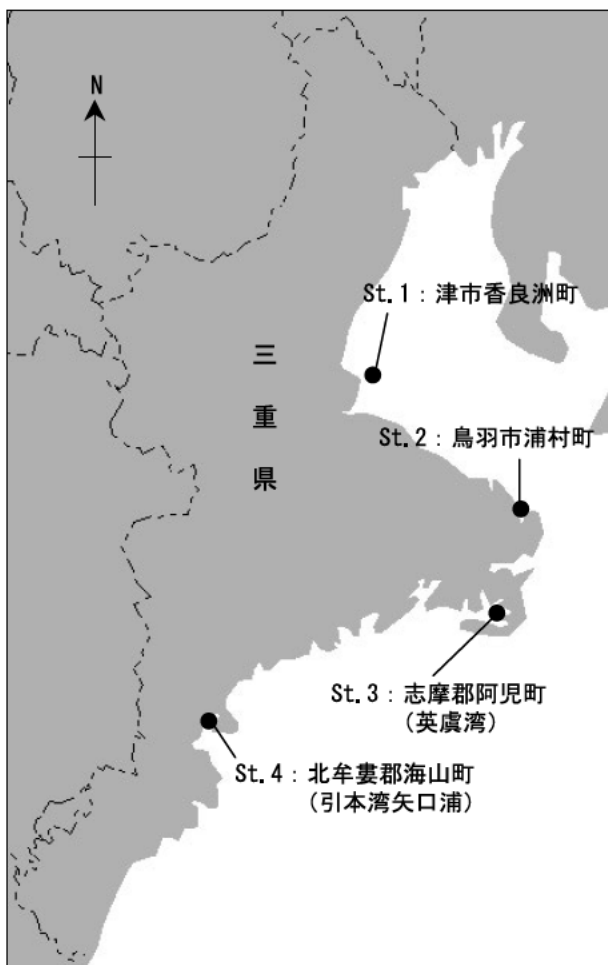 N
St.1：津市香良洲町
三重県
St.2：鳥羽市浦村町
St.3：志摩郡阿児町
（英虞湾）
St.4：北牟婁郡海山町
（引本湾矢口浦）